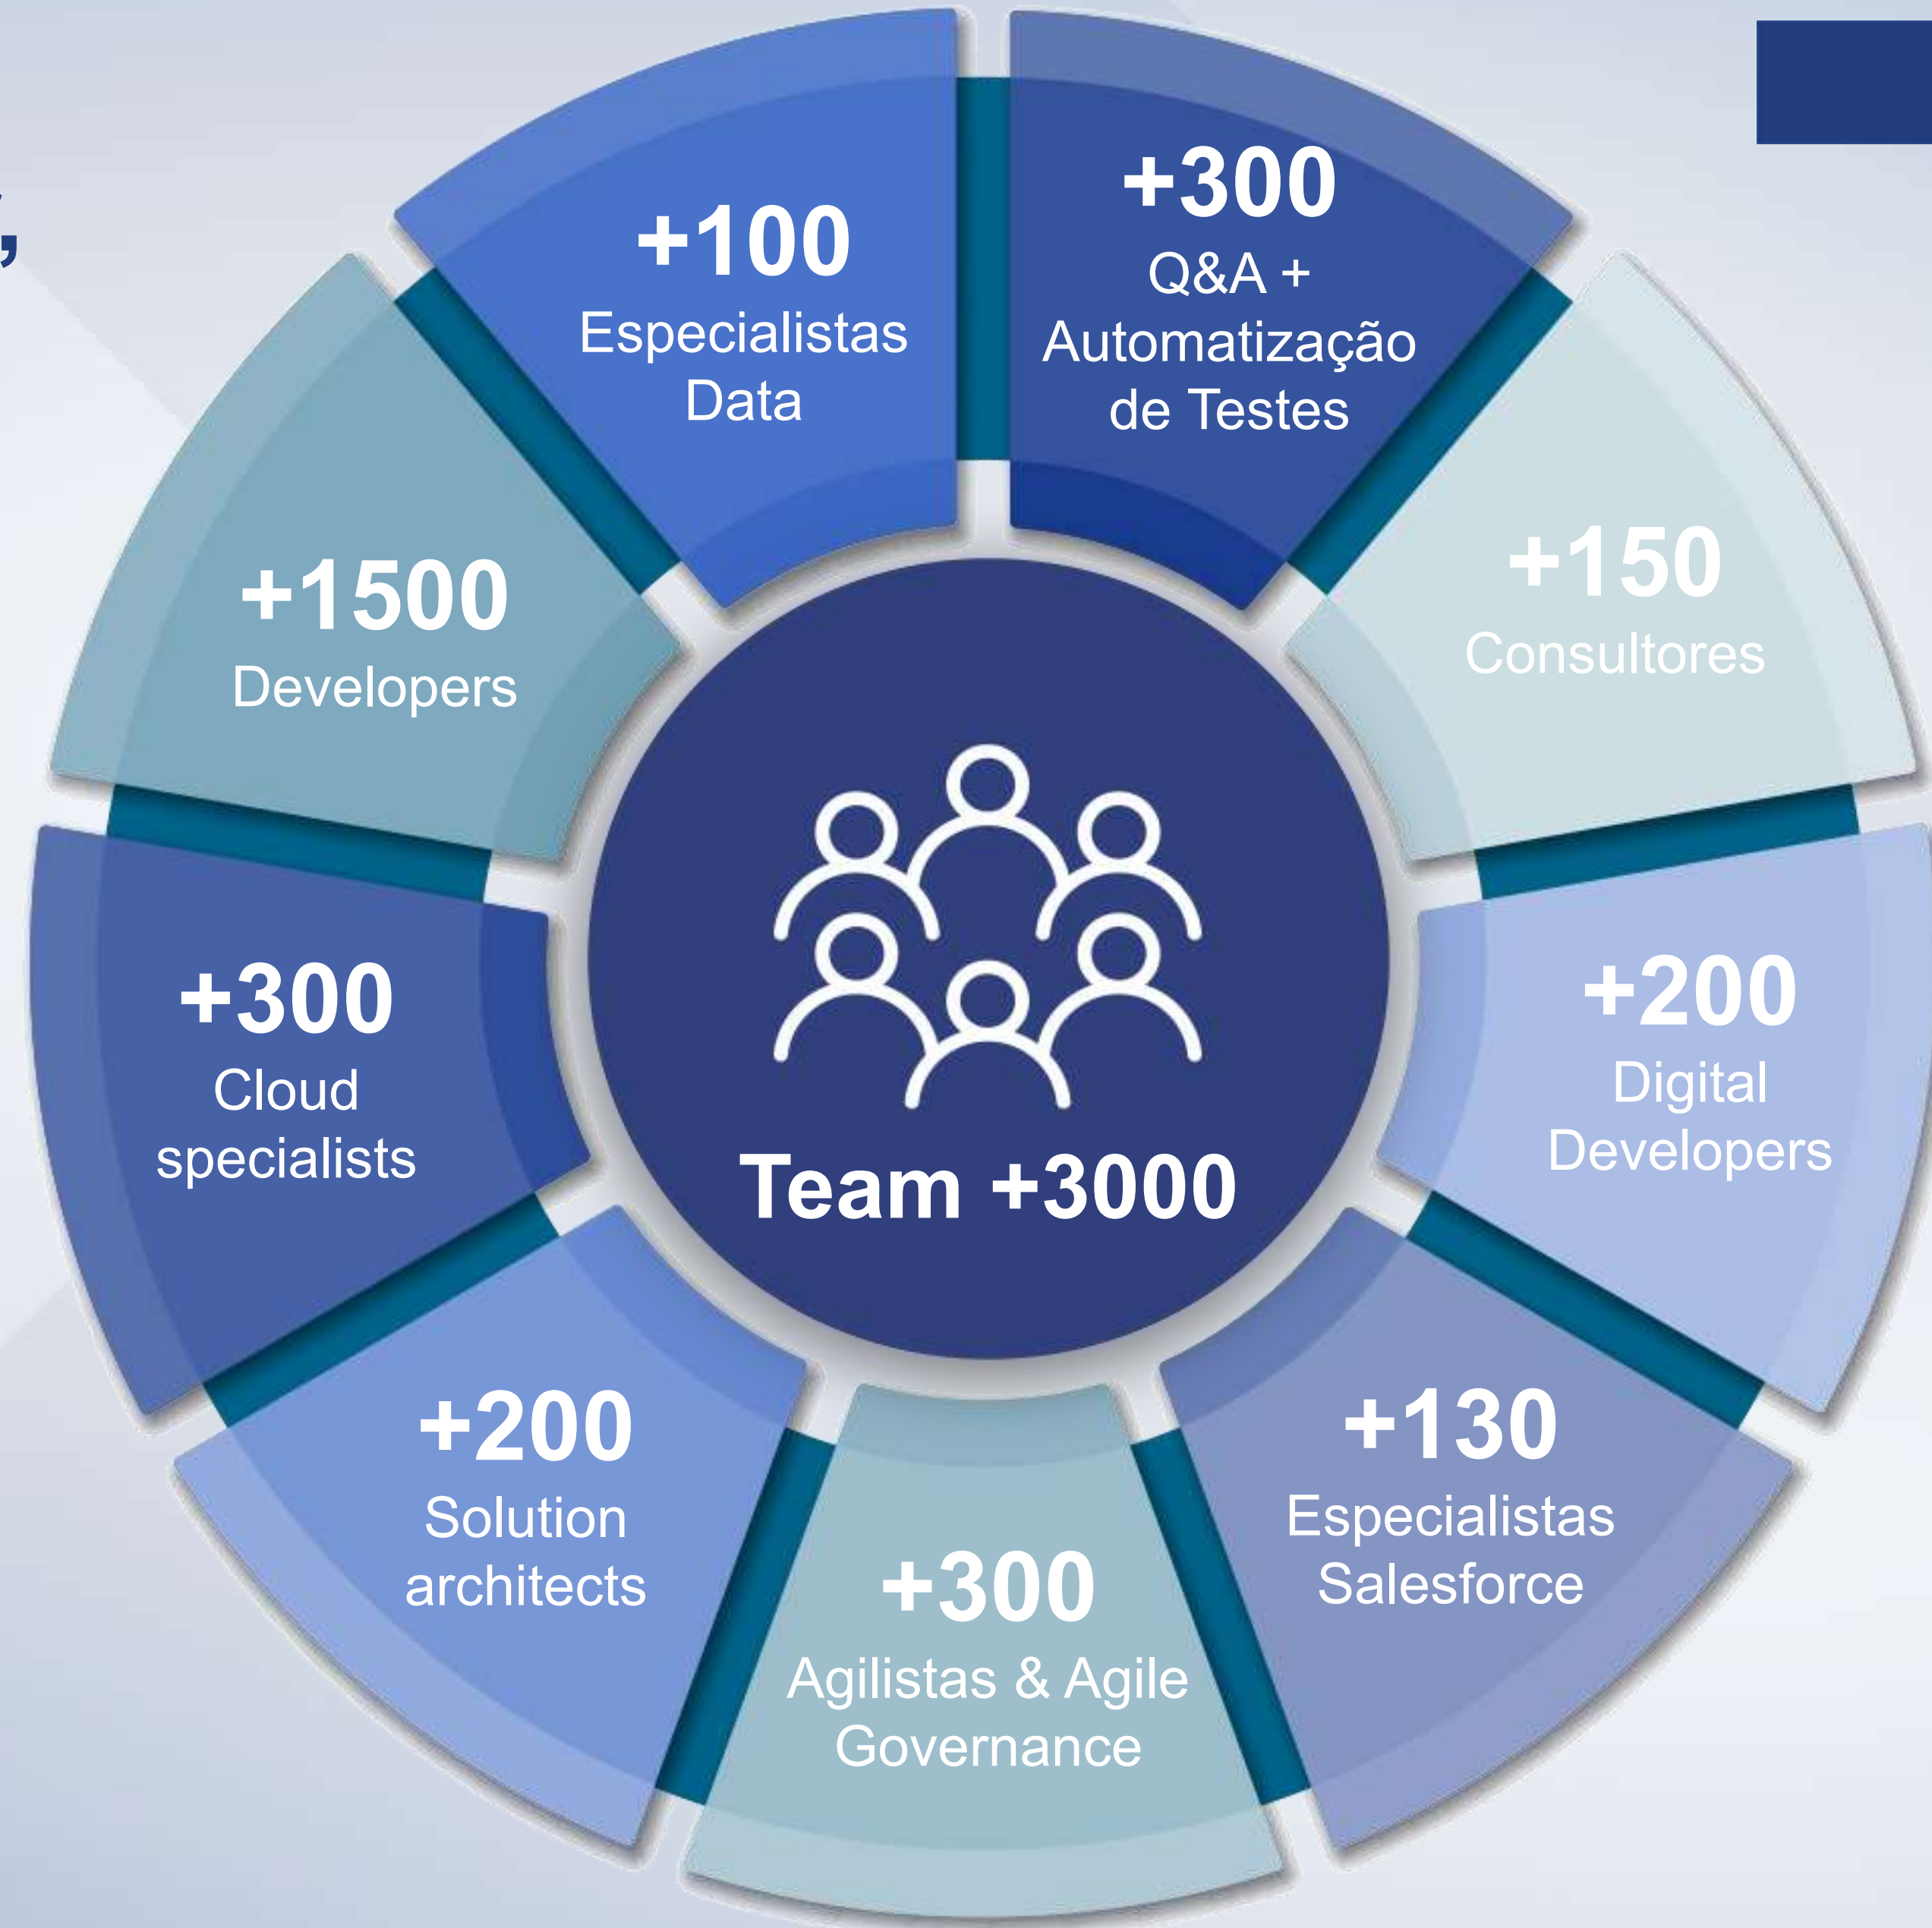 +100
Especialistas
Data
+300
Q&A +
Automatização
de Testes
+150
Consultores
+200
Digital
Developers
+130
Especialistas
Salesforce
+300
Agilistas & Agile
Governance
+200
Solution
architects
+300
Cloud
specialists
+1500
Developers
Team +3000